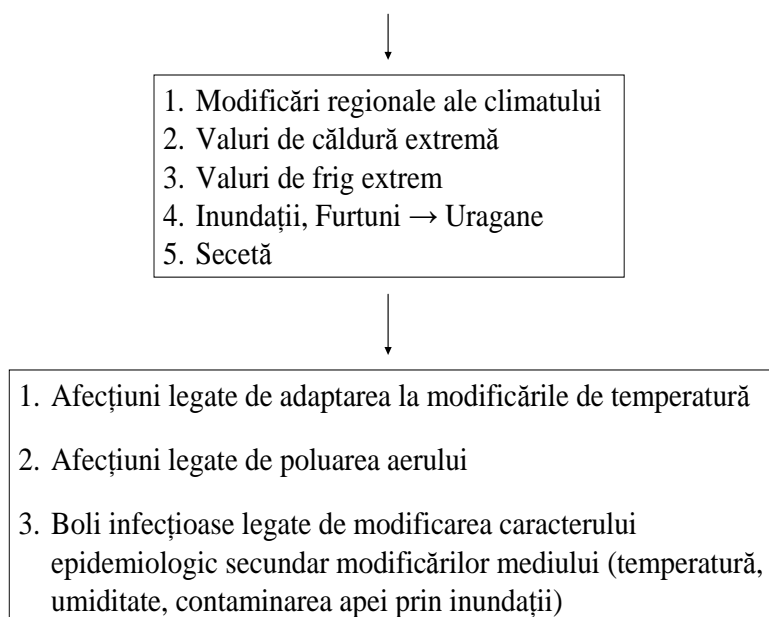 1. Modificări regionale ale climatului
2. Valuri de căldură extremă
3. Valuri de frig extrem
4. Inundații, Furtuni → Uragane
5. Secetă
1. Afecțiuni legate de adaptarea la modificările de temperatură
2. Afecțiuni legate de poluarea aerului
3. Boli infecțioase legate de modificarea caracterului
epidemiologic secundar modificărilor mediului (temperatură,
umiditate, contaminarea apei prin inundații)